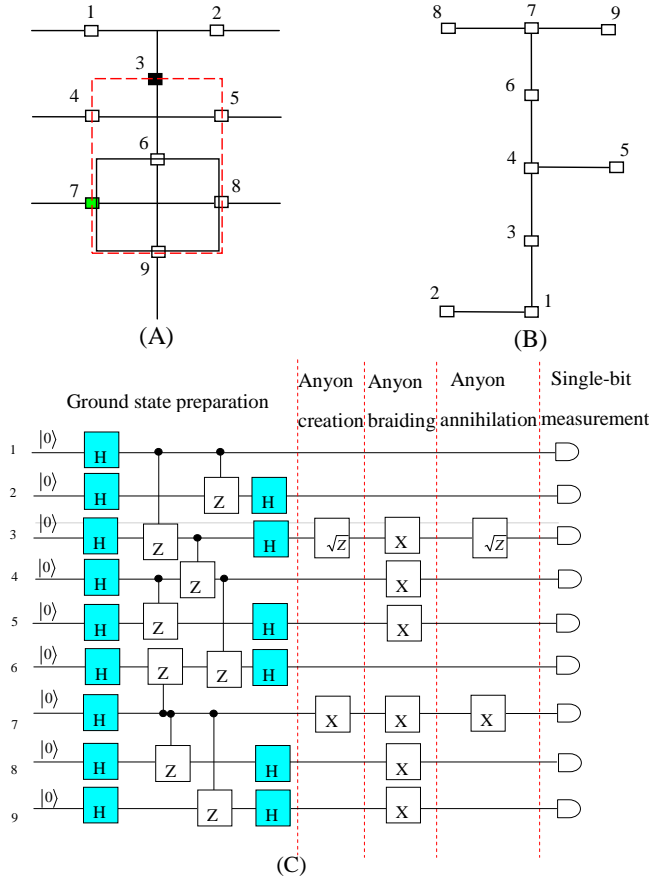 1 2
3
4 5
6
7 8
9
(A)
8 7 9
6
4 5
3
2 1
(B)
Anyon Anyon Anyon Single-bit
Ground state preparation creation braiding annihilation measurement
1 |0⟩ H
2 |0⟩ H Z H
3 |0⟩ H Z H √Z X √Z
4 |0⟩ H Z X
5 |0⟩ H Z H X
6 |0⟩ H Z Z H
7 |0⟩ H X X X
8 |0⟩ H Z H X
9 |0⟩ H Z H X
(C)